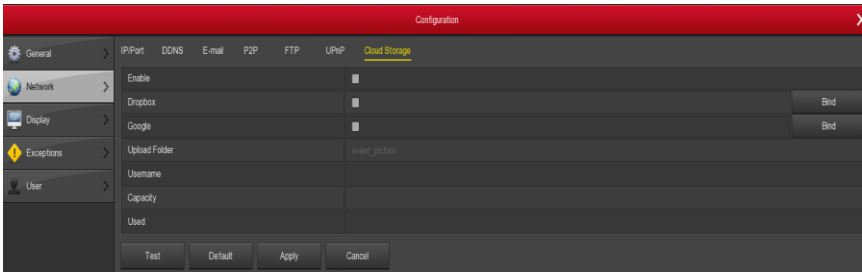 Configuration
X
General
Network
Display
Exceptions
User
IP/Port DDNS E-mail P2P FTP UPnP Cloud Storage
Enable
Dropbox Bind
Google Bind
Upload Folder event_picture
Username
Capacity
Used
Test Default Apply Cancel